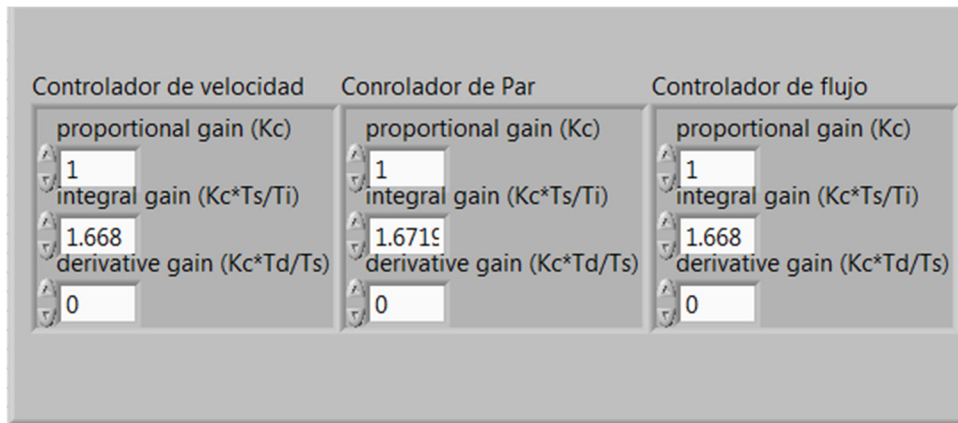 Controlador de velocidad
proportional gain (Kc)
1
integral gain (Kc*Ts/Ti)
1.668
derivative gain (Kc*Td/Ts)
0
Conrolador de Par
proportional gain (Kc)
1
integral gain (Kc*Ts/Ti)
1.6719
derivative gain (Kc*Td/Ts)
0
Controlador de flujo
proportional gain (Kc)
1
integral gain (Kc*Ts/Ti)
1.668
derivative gain (Kc*Td/Ts)
0